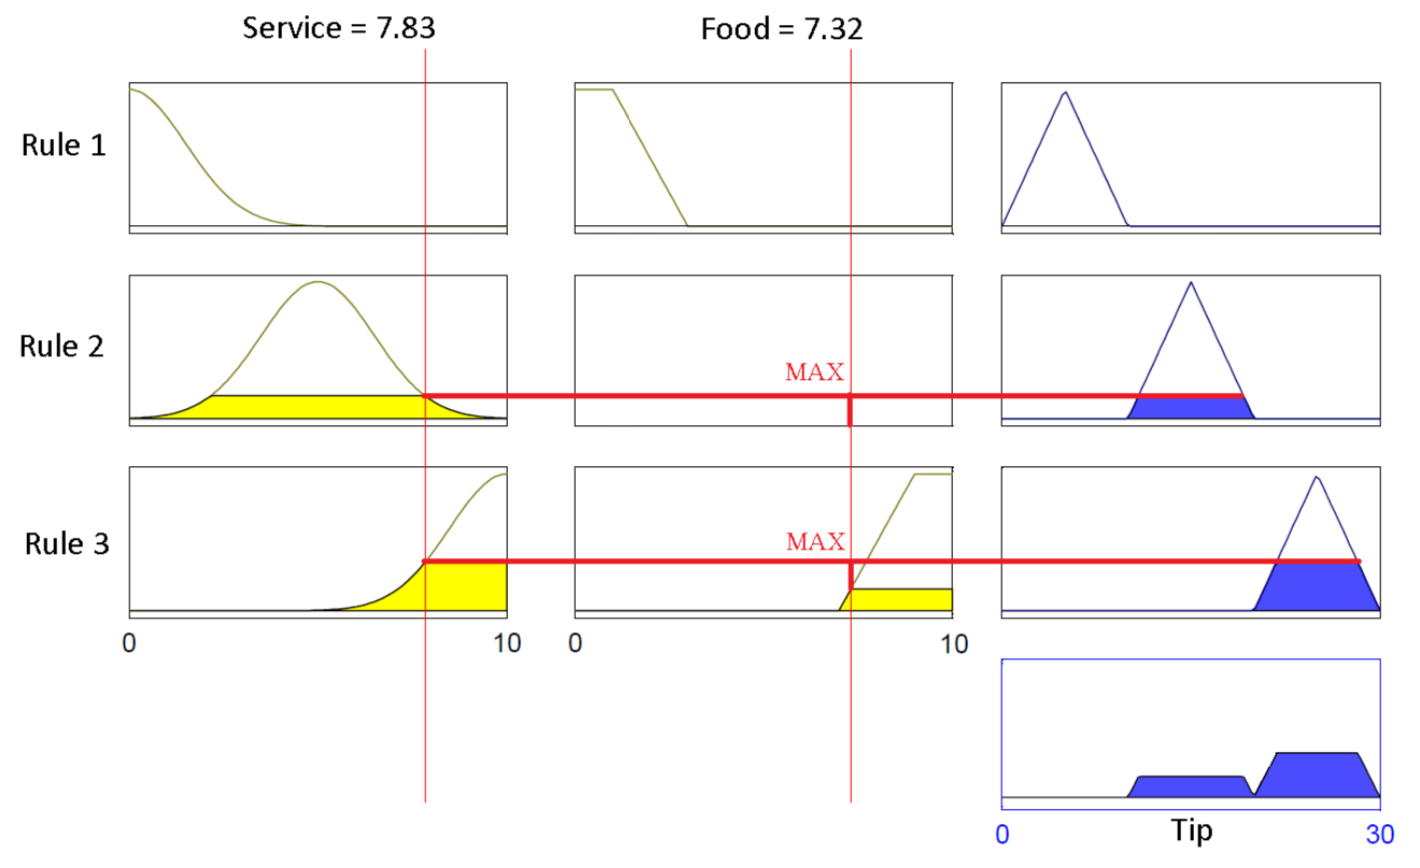 Service = 7.83
Food = 7.32
Rule 1
Rule 2
MAX
Rule 3
MAX
0
10
0
10
0
Tip
30